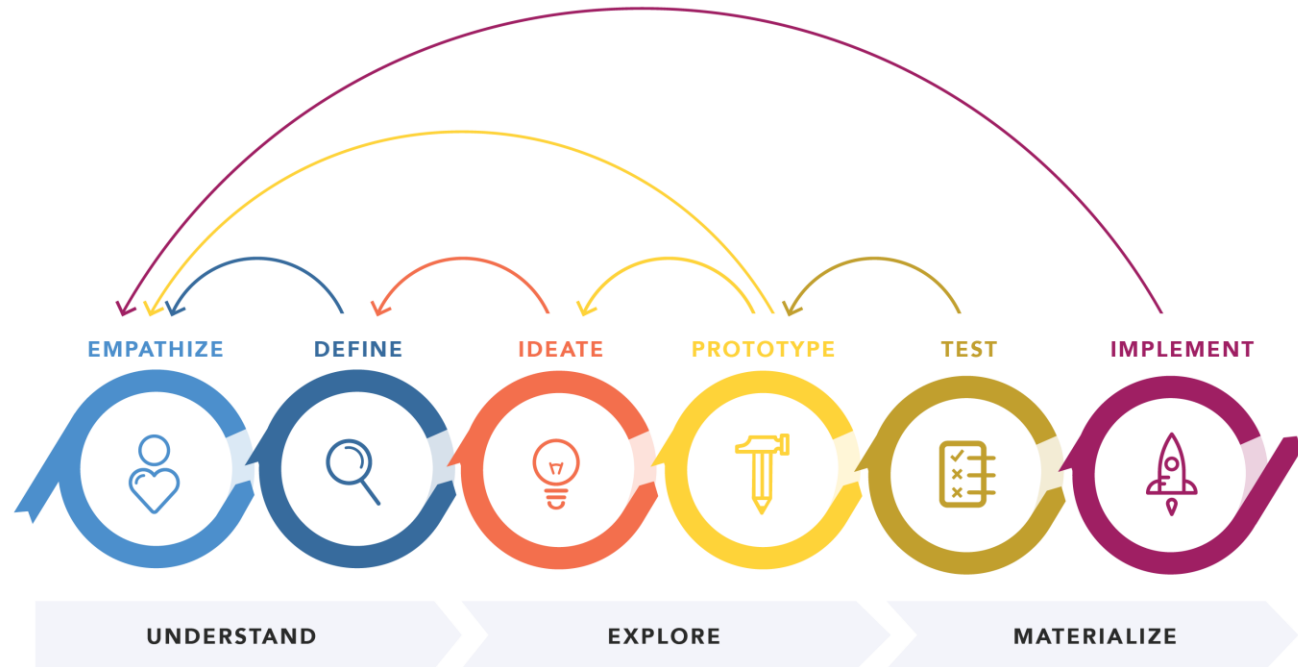 EMPATHIZE
DEFINE
IDEATE
PROTOTYPE
TEST
IMPLEMENT
UNDERSTAND
EXPLORE
MATERIALIZE